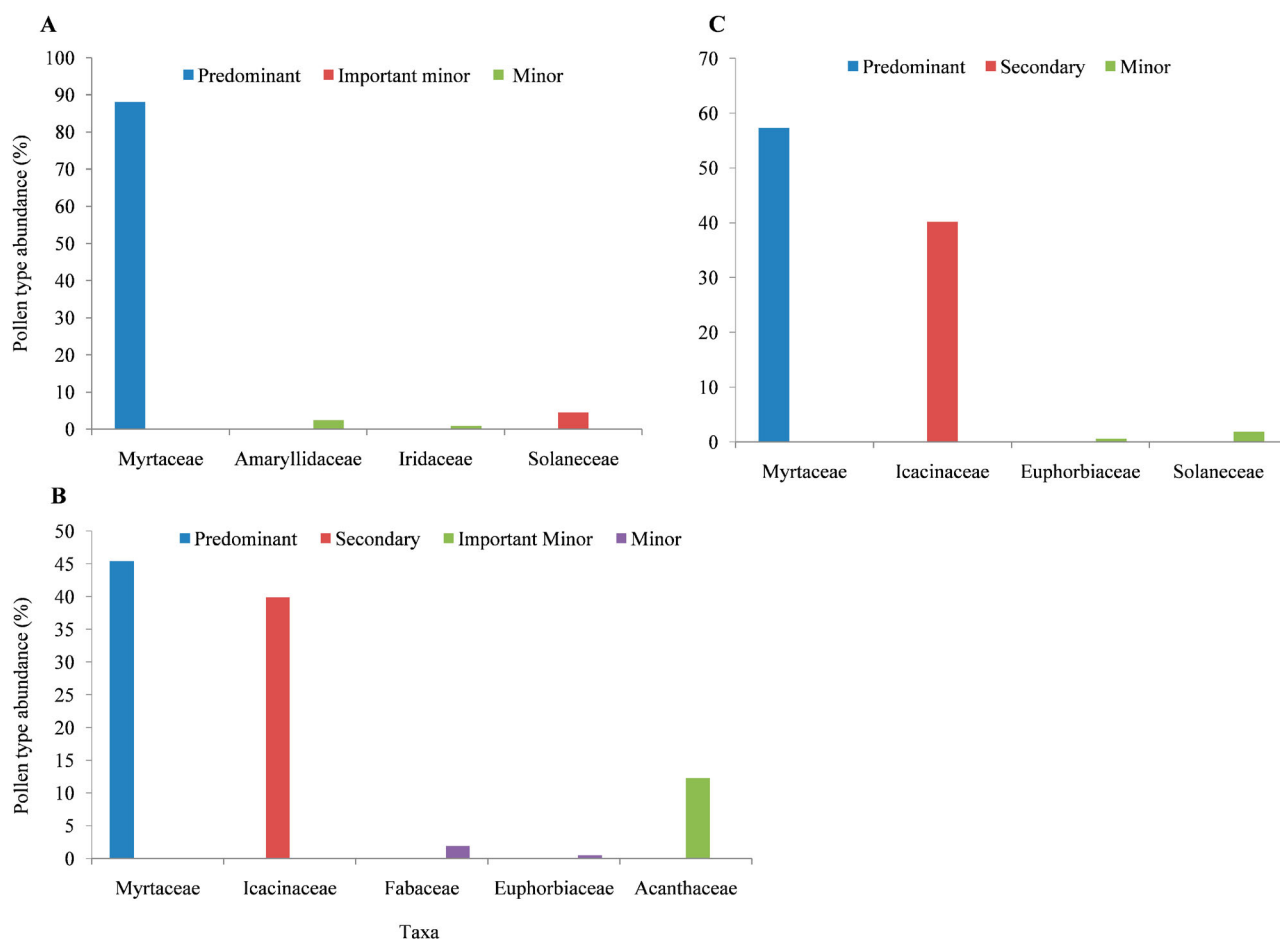 A
Predominant Important minor Minor
Pollen type abundance (%)
100
90
80
70
60
50
40
30
20
10
0
Myrtaceae Amaryllidaceae Iridaceae Solaneceae
C
Predominant Secondary Minor
70
60
50
40
30
20
10
0
Myrtaceae Icacinaceae Euphorbiaceae Solaneceae
B
Predominant Secondary Important Minor Minor
Pollen type abundance (%)
50
45
40
35
30
25
20
15
10
5
0
Myrtaceae Icacinaceae Fabaceae Euphorbiaceae Acanthaceae
Taxa